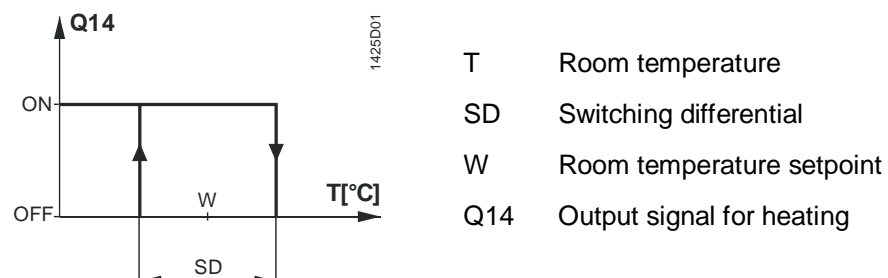 Q14
1425D01
ON
OFF
W
T[°C]
SD
T Room temperature
SD Switching differential
W Room temperature setpoint
Q14 Output signal for heating